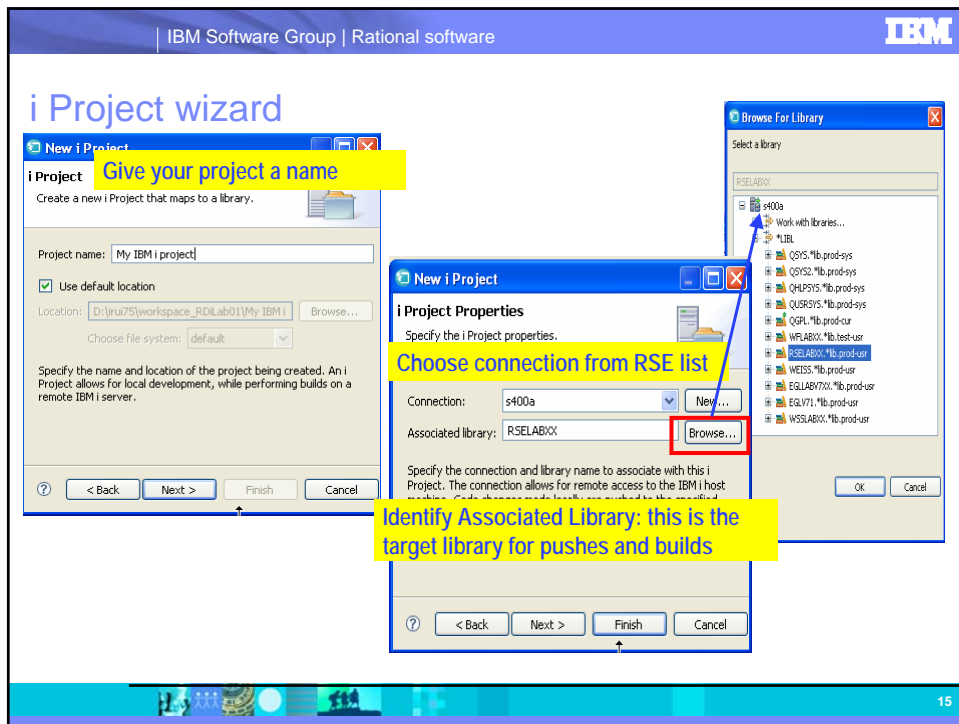 IBM Software Group | Rational software
IBM
i Project wizard
New i Project
Give your project a name
i Project
Create a new i Project that maps to a library.
Project name: My IBM i project
Use default location
Location: D:\irui75\workspace_RDiLab01\My IBM i Browse...
Choose file system: default
Specify the name and location of the project being created. An i
Project allows for local development, while performing builds on a
remote IBM i server.
< Back Next > Finish Cancel
New i Project
i Project Properties
Specify the i Project properties.
Choose connection from RSE list
Connection: s400a New...
Associated library: RSELABXX Browse...
Specify the connection and library name to associate with this i
Project. The connection allows for remote access to the IBM i host
Identify Associated Library: this is the
target library for pushes and builds
< Back Next > Finish Cancel
Browse For Library
Select a library
RSELABXX
s400a
Work with libraries...
*LIBL
QSYS.*lib.prod-sys
QSYS2.*lib.prod-sys
QHLPSYS.*lib.prod-sys
QUSRSYS.*lib.prod-sys
QGPL.*lib.prod-cur
WFLABXX.*lib.test-usr
RSELABXX.*lib.prod-usr
WEISS.*lib.prod-usr
EGLLABV7XX.*lib.prod-usr
EGLV71.*lib.prod-usr
WSSLABXX.*lib.prod-usr
OK Cancel
15